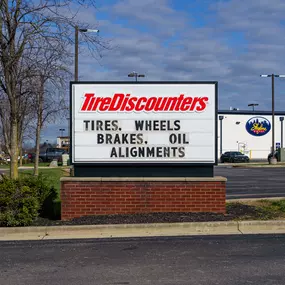 TireDiscounters
TIRES. WHEELS
BRAKES. OIL
ALIGNMENTS